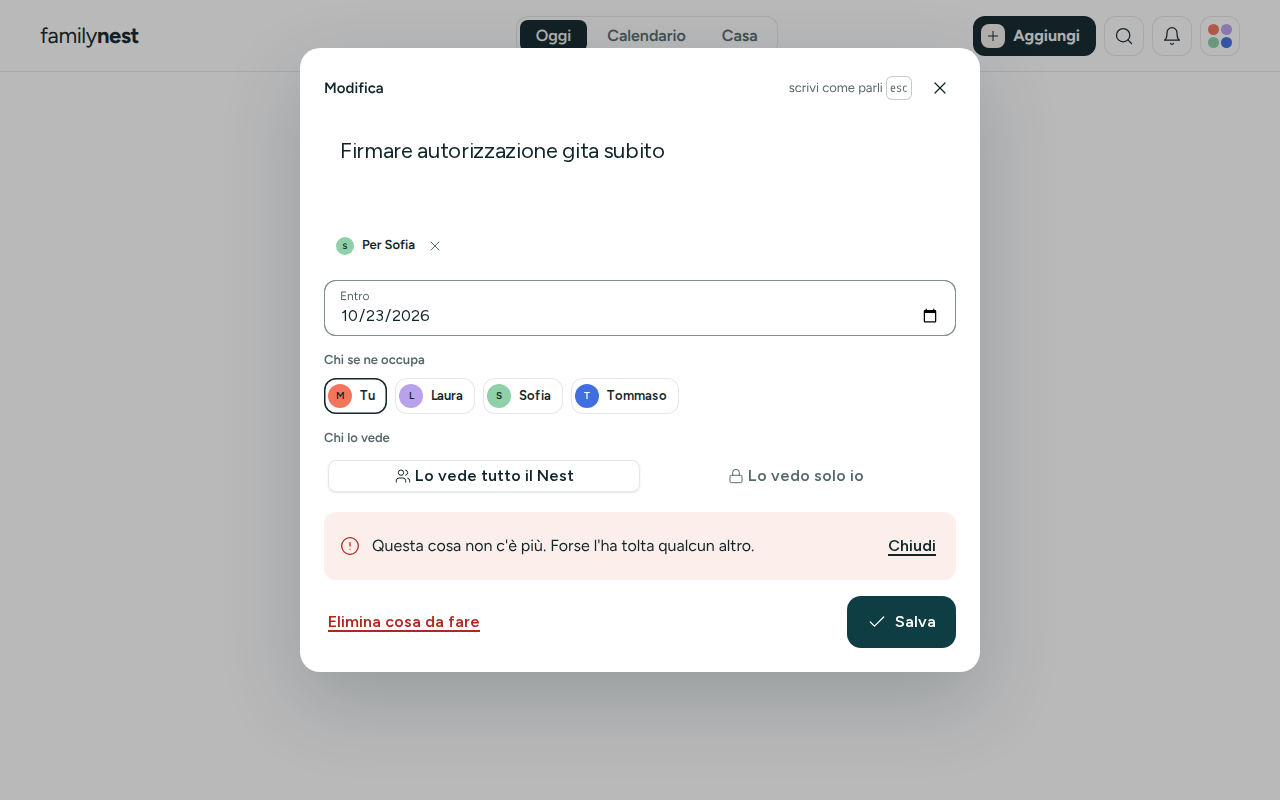 familynest
Oggi
Calendario
Casa
Aggiungi
Modifica
scrivi come parli esc
Firmare autorizzazione gita subito
S Per Sofia
Entro
10/23/2026
Chi se ne occupa
M Tu
L Laura
S Sofia
T Tommaso
Chi lo vede
Lo vede tutto il Nest
Lo vedo solo io
Questa cosa non c'è più. Forse l'ha tolta qualcun altro.
Chiudi
Elimina cosa da fare
Salva